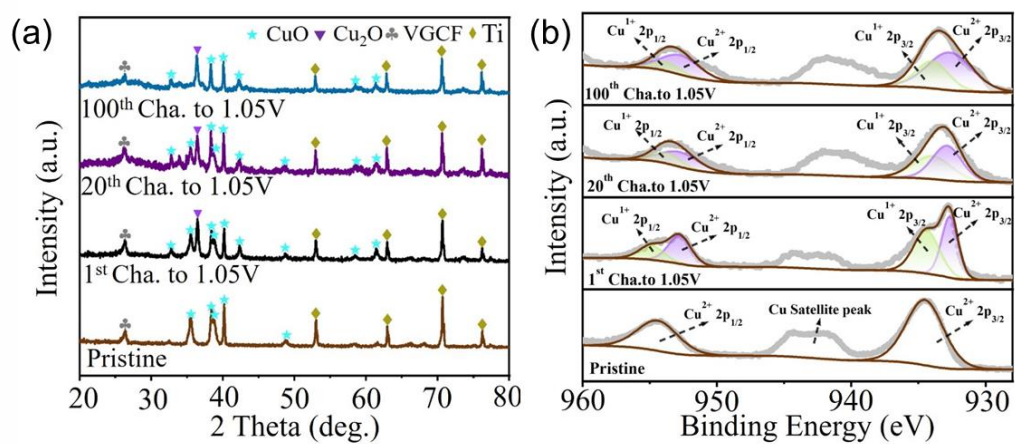 (a)
CuO Cu₂O VGCF Ti
100th Cha. to 1.05V
20th Cha. to 1.05V
1st Cha. to 1.05V
Pristine
Intensity (a.u.)
20 30 40 50 60 70 80
2 Theta (deg.)
(b)
Cu1+ 2p1/2 Cu2+ 2p1/2 Cu1+ 2p3/2 Cu2+ 2p3/2
100th Cha.to 1.05V
Cu1+ 2p1/2 Cu2+ 2p1/2 Cu1+ 2p3/2 Cu2+ 2p3/2
20th Cha.to 1.05V
Cu1+ 2p1/2 Cu2+ 2p1/2 Cu1+ 2p3/2 Cu2+ 2p3/2
1st Cha.to 1.05V
Cu2+ 2p1/2 Cu Satellite peak Cu2+ 2p3/2
Pristine
Intensity (a.u.)
960 950 940 930
Binding Energy (eV)